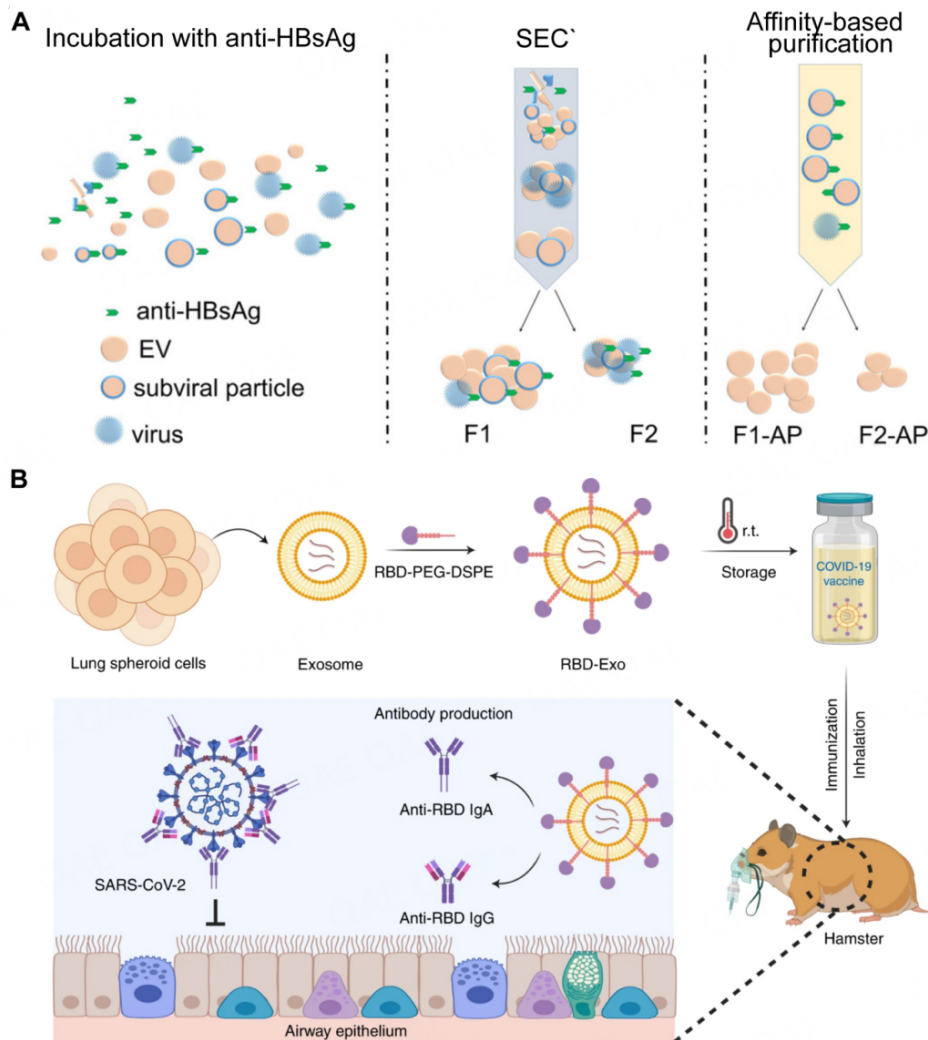 A
Incubation with anti-HBsAg
SEC`
Affinity-based
purification
anti-HBsAg
EV
subviral particle
virus
F1
F2
F1-AP
F2-AP
B
RBD-PEG-DSPE
r.t.
Storage
COVID-19
vaccine
Lung spheroid cells
Exosome
RBD-Exo
Immunization
Inhalation
Antibody production
Anti-RBD IgA
SARS-CoV-2
Anti-RBD IgG
Hamster
Airway epithelium